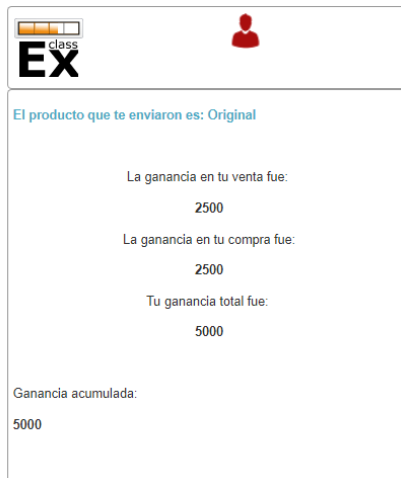 class
Ex
El producto que te enviaron es: Original
La ganancia en tu venta fue:
2500
La ganancia en tu compra fue:
2500
Tu ganancia total fue:
5000
Ganancia acumulada:
5000